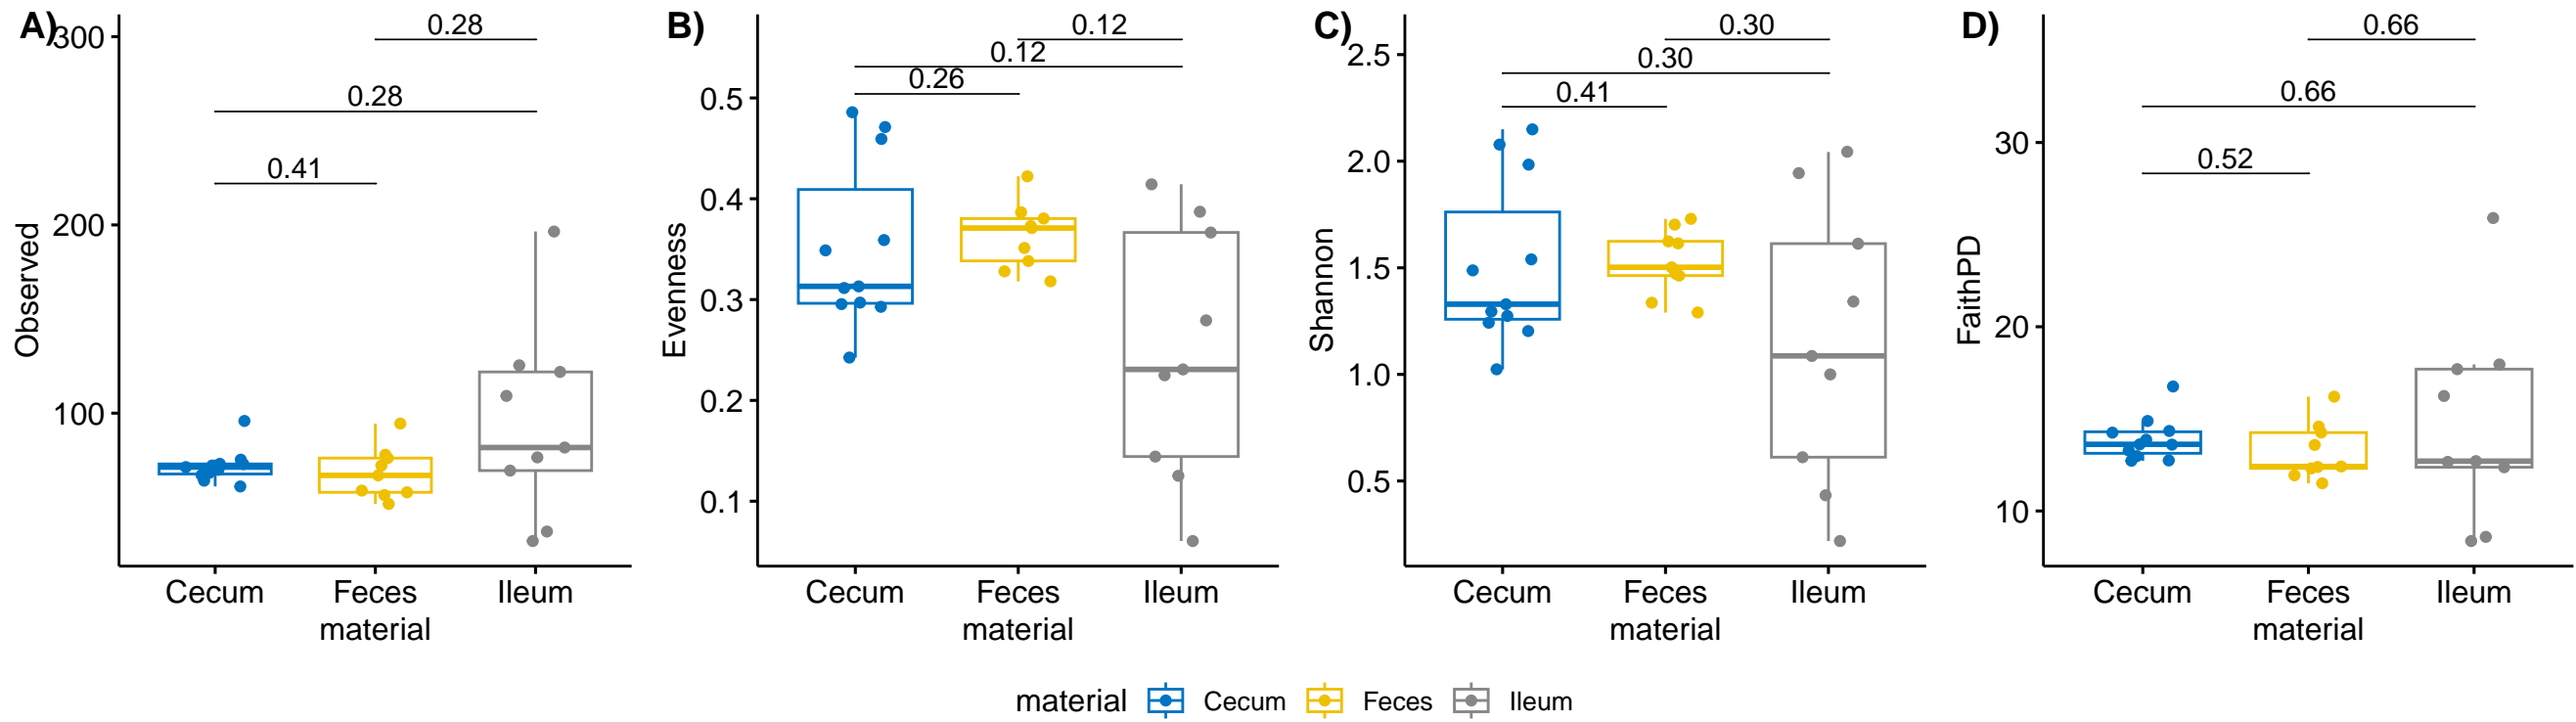 A)
300
200
100
Observed
0.28
0.28
0.41
Cecum Feces Ileum
material
B)
0.5
0.4
0.3
0.2
0.1
Evenness
0.12
0.12
0.26
Cecum Feces Ileum
material
C)
2.5
2.0
1.5
1.0
0.5
Shannon
0.30
0.30
0.41
Cecum Feces Ileum
material
D)
30
20
10
FaithPD
0.66
0.66
0.52
Cecum Feces Ileum
material
material Cecum Feces Ileum